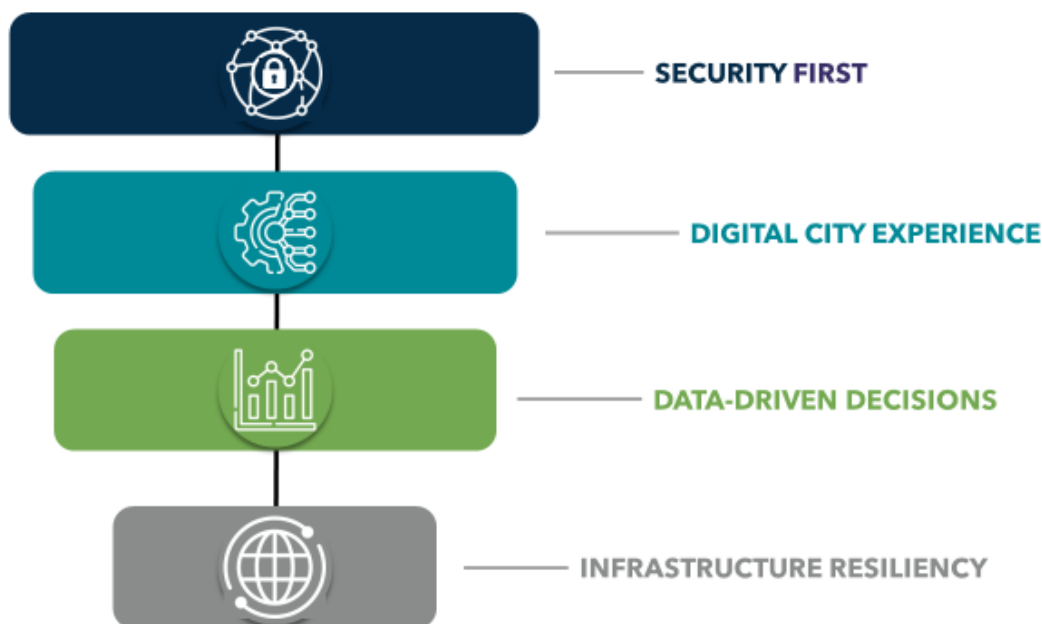 SECURITY FIRST
DIGITAL CITY EXPERIENCE
DATA-DRIVEN DECISIONS
INFRASTRUCTURE RESILIENCY